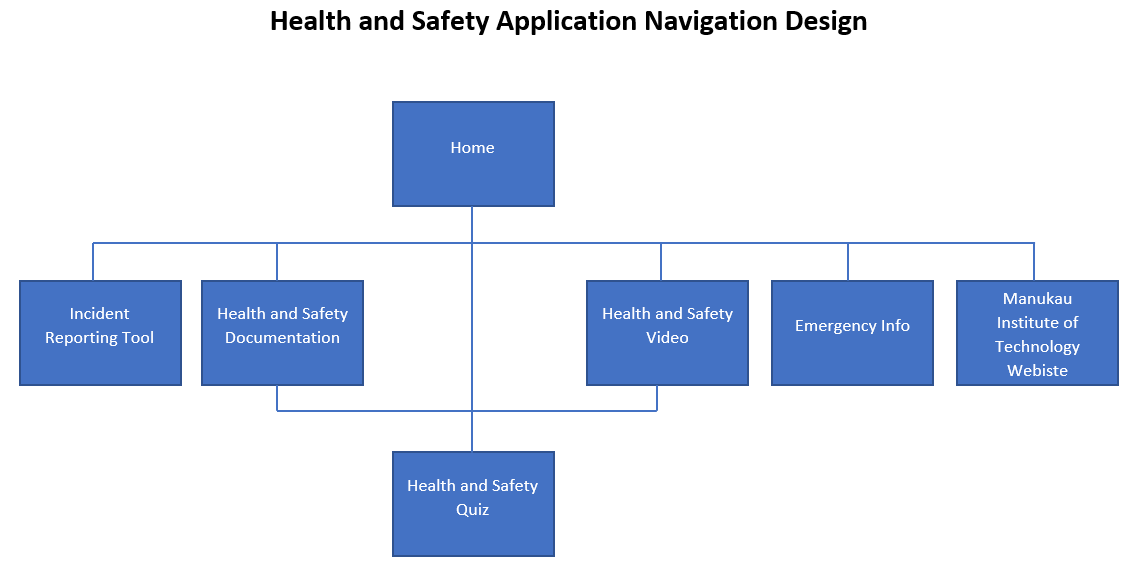 Health and Safety Application Navigation Design
Home
Incident
Reporting Tool
Health and Safety
Documentation
Health and Safety
Video
Emergency Info
Manukau
Institute of
Technology
Webiste
Health and Safety
Quiz